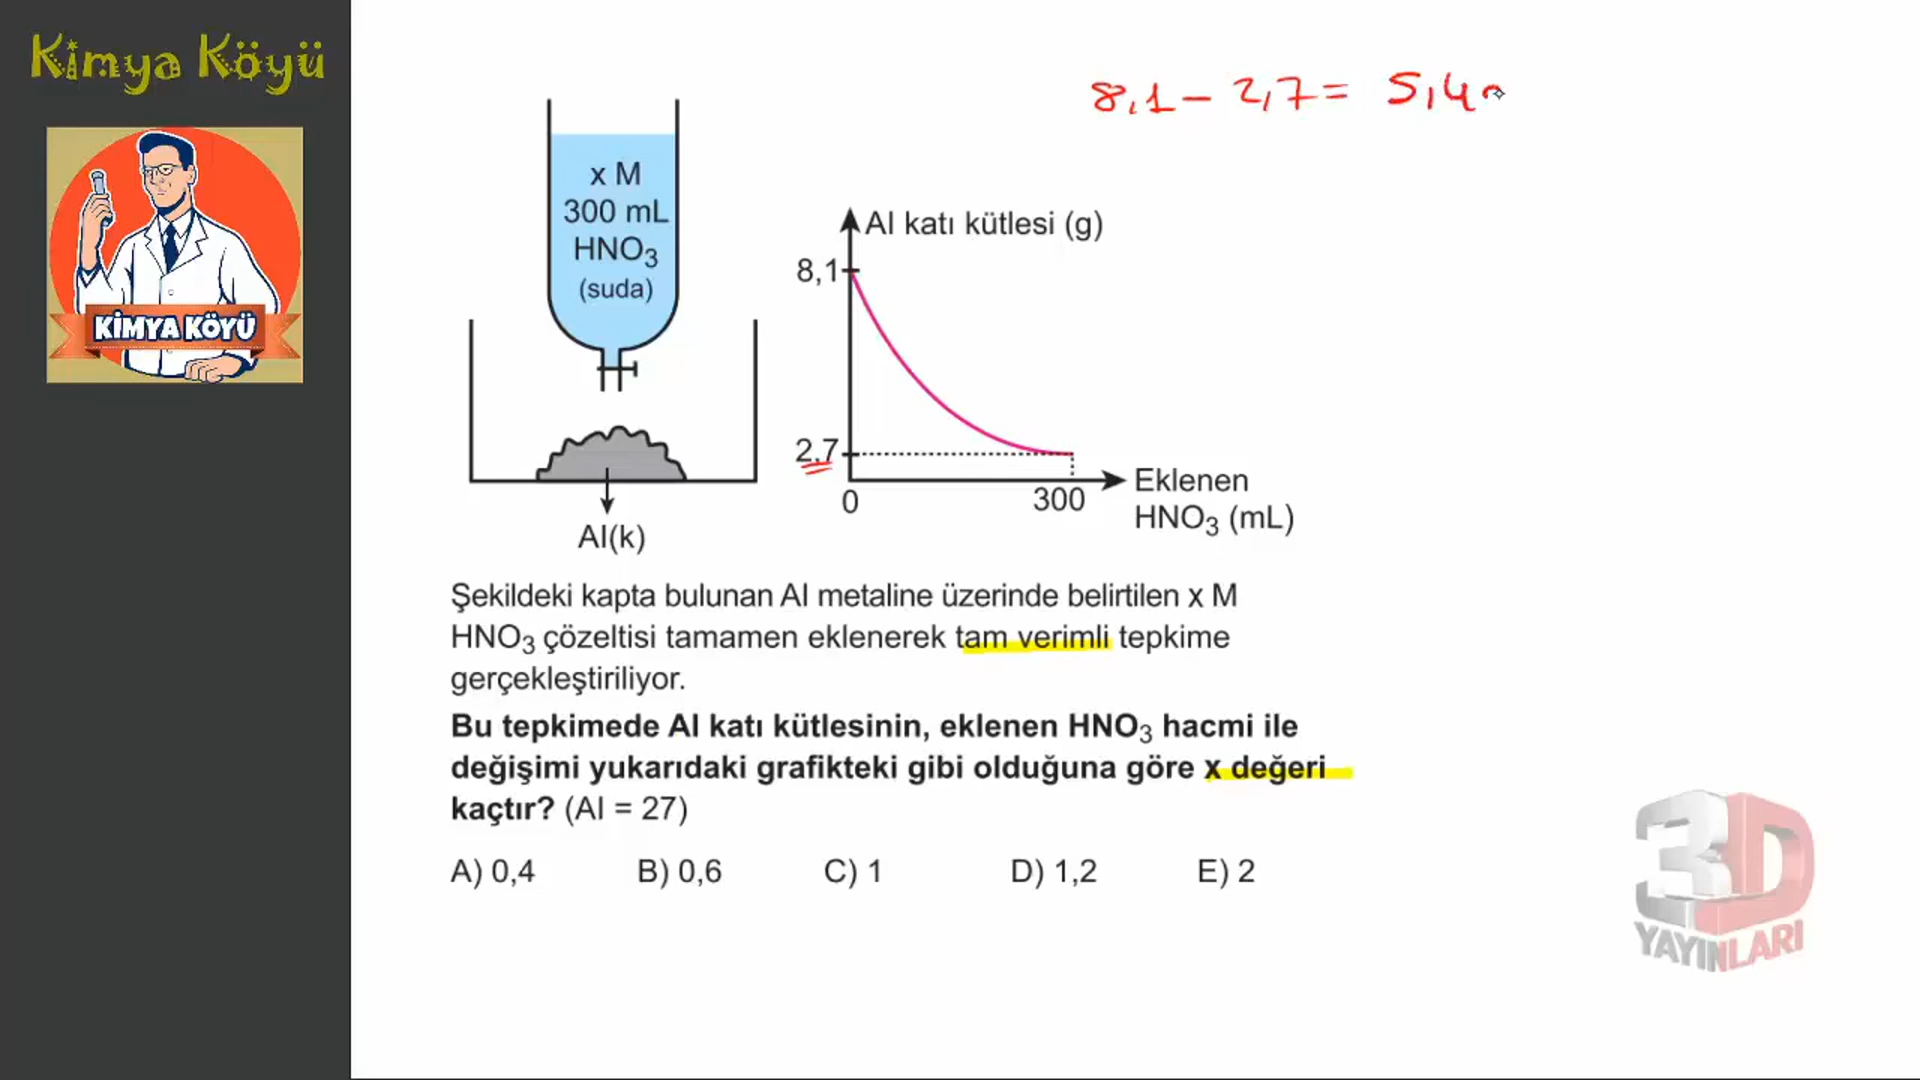 Kimya Köyü
KİMYA KÖYÜ
8,1 - 2,7 = 5,4
x M
300 mL
HNO₃
(suda)
Al(k)
Al katı kütlesi (g)
8,1
2,7
0
300
Eklenen
HNO₃ (mL)
Şekildeki kapta bulunan Al metaline üzerinde belirtilen x M
HNO₃ çözeltisi tamamen eklenerek tam verimli tepkime
gerçekleştiriliyor.
Bu tepkimede Al katı kütlesinin, eklenen HNO₃ hacmi ile
değişimi yukarıdaki grafikteki gibi olduğuna göre x değeri
kaçtır? (Al = 27)
A) 0,4 B) 0,6 C) 1 D) 1,2 E) 2
3D
YAYINLARI